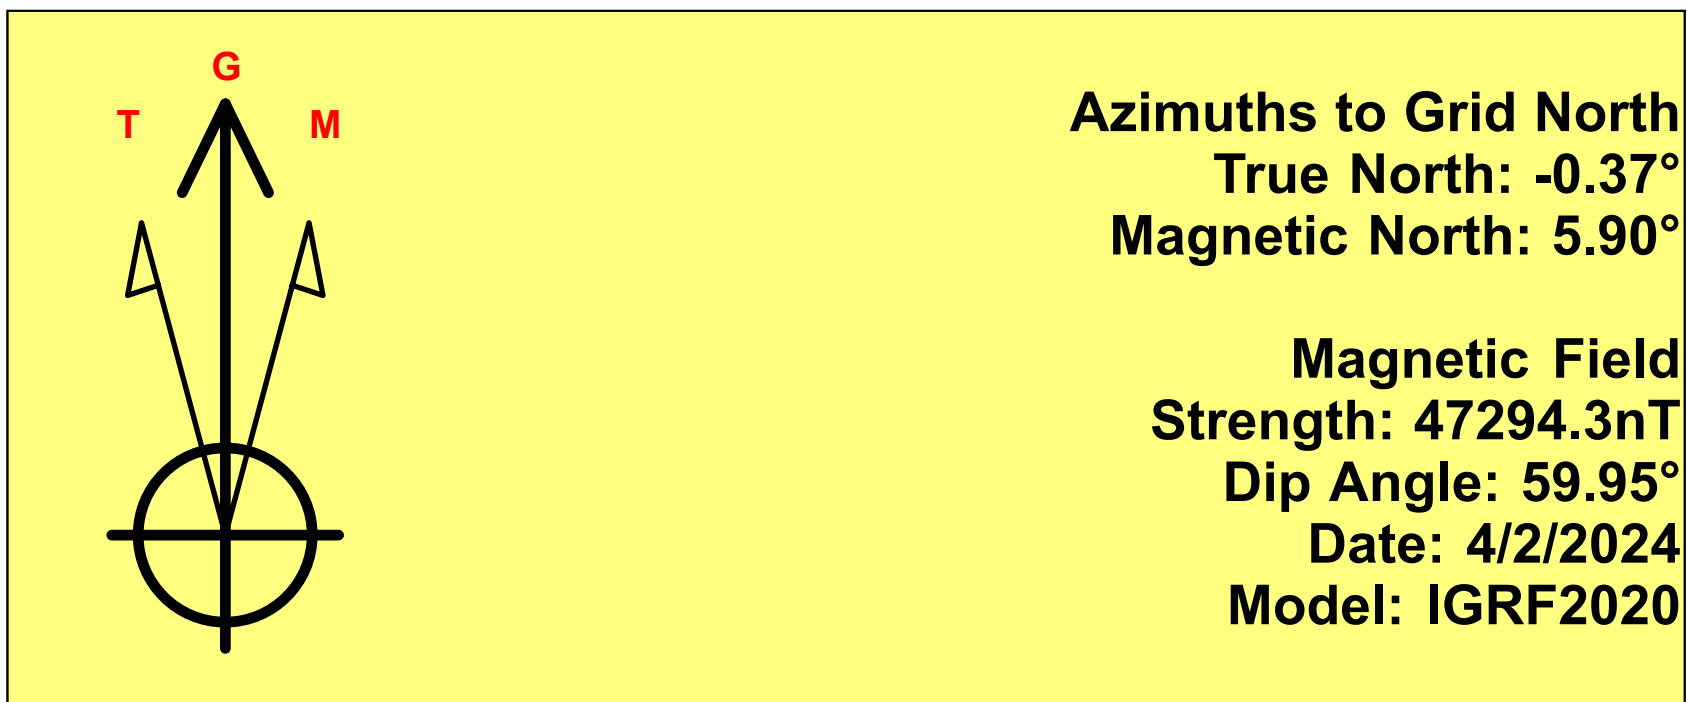 G
T M
Azimuths to Grid North
True North: -0.37°
Magnetic North: 5.90°
Magnetic Field
Strength: 47294.3nT
Dip Angle: 59.95°
Date: 4/2/2024
Model: IGRF2020